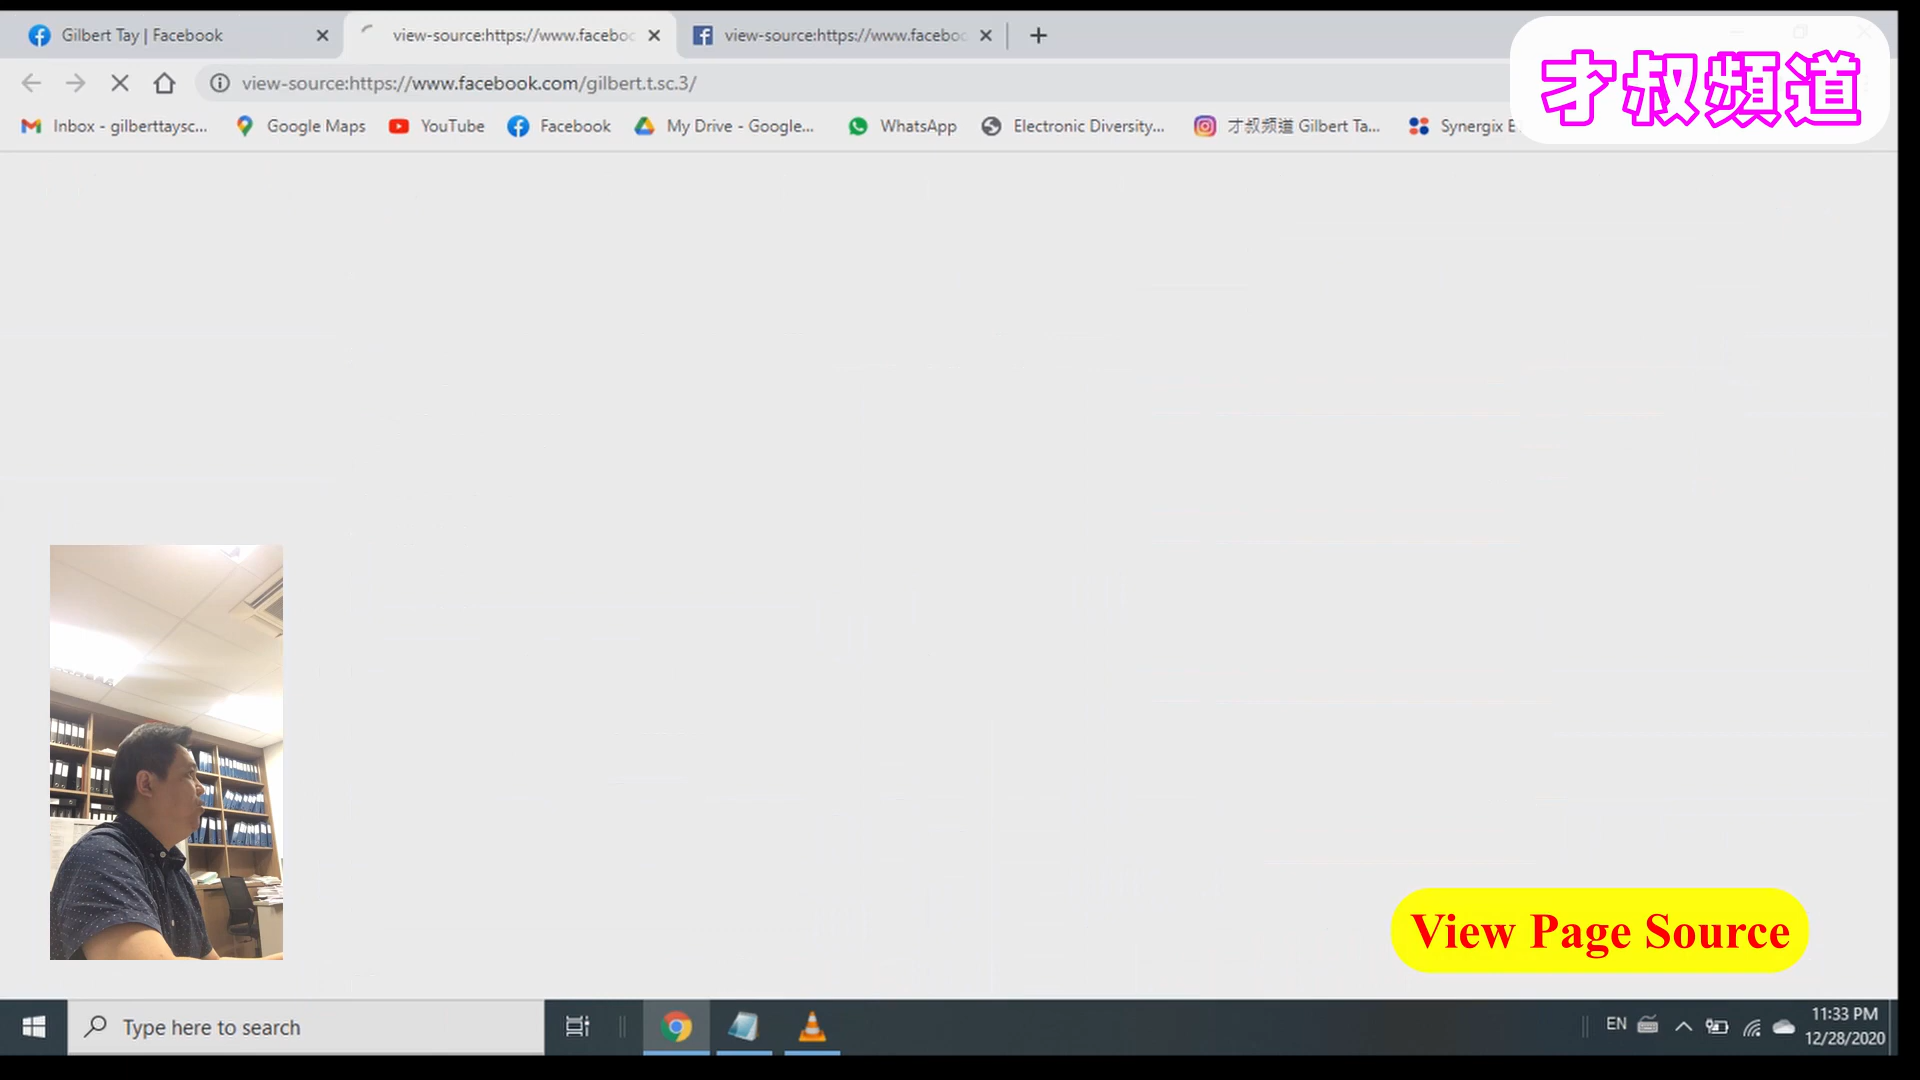 Gilbert Tay | Facebook
view-source:https://www.faceboo
view-source:https://www.faceboo
才叔頻道
view-source:https://www.facebook.com/gilbert.t.sc.3/
Inbox - gilberttaysc...
Google Maps
YouTube
Facebook
My Drive - Google...
WhatsApp
Electronic Diversity...
才叔频道 Gilbert Ta...
Synergix E
View Page Source
Type here to search
EN
11:33 PM
12/28/2020